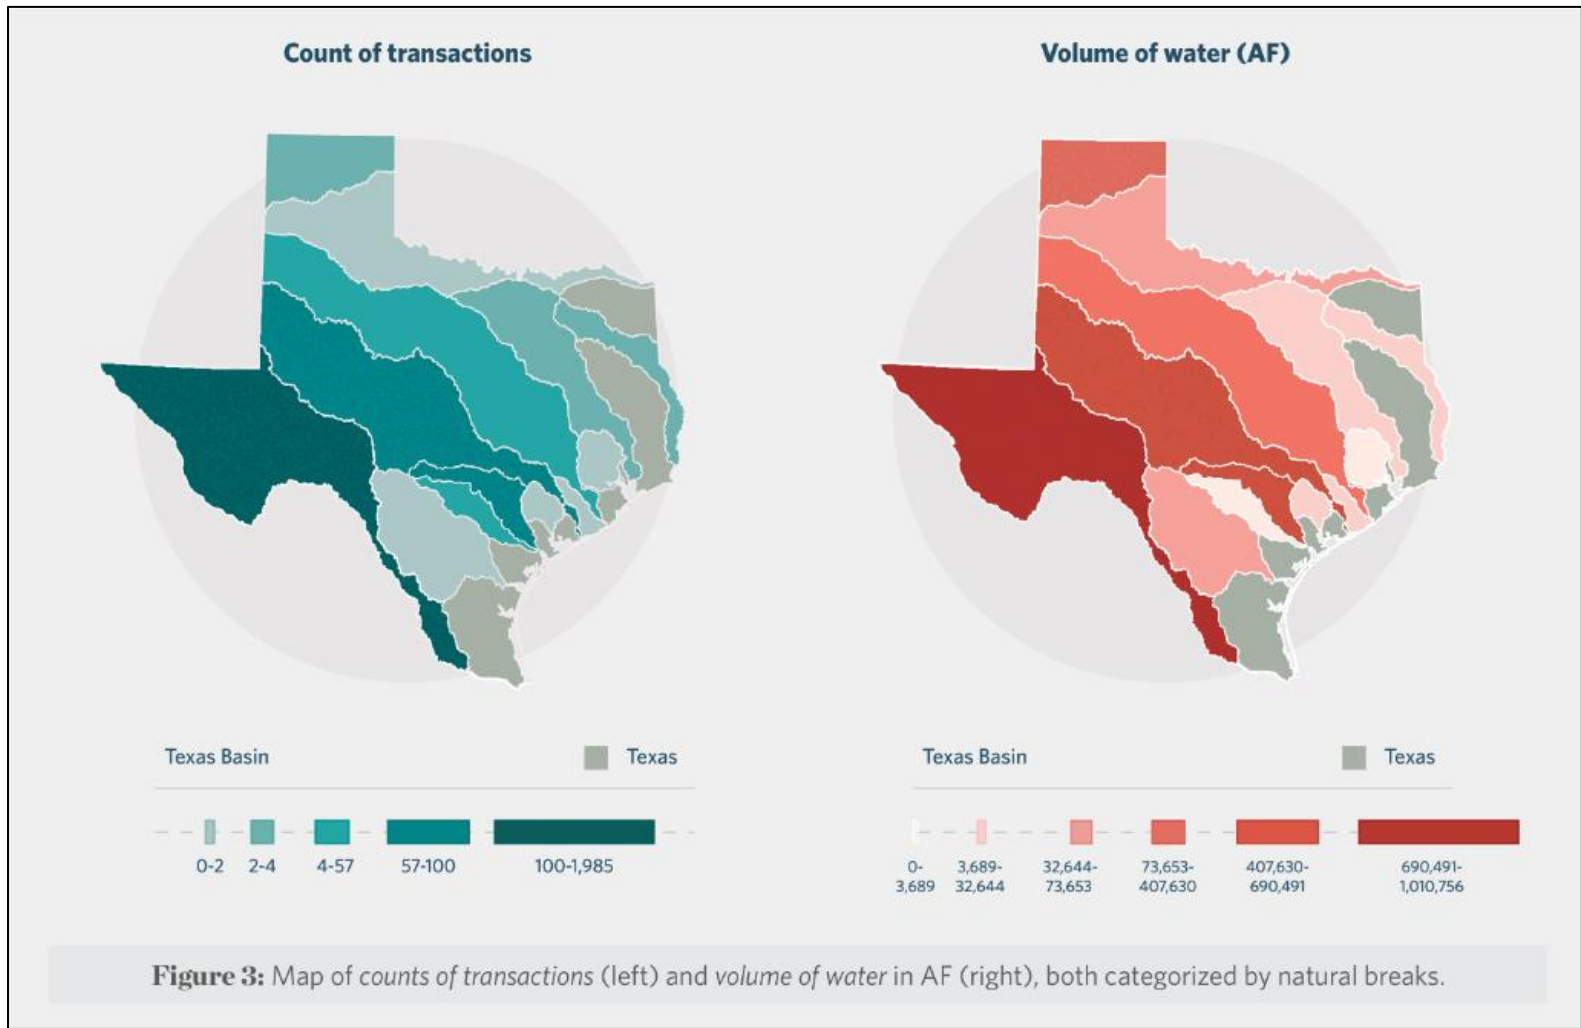 Count of transactions
Volume of water (AF)
Texas Basin
Texas
0-2
2-4
4-57
57-100
100-1,985
Texas Basin
Texas
0-
3,689
3,689-
32,644
32,644-
73,653
73,653-
407,630
407,630-
690,491
690,491-
1,010,756
Figure 3: Map of counts of transactions (left) and volume of water in AF (right), both categorized by natural breaks.